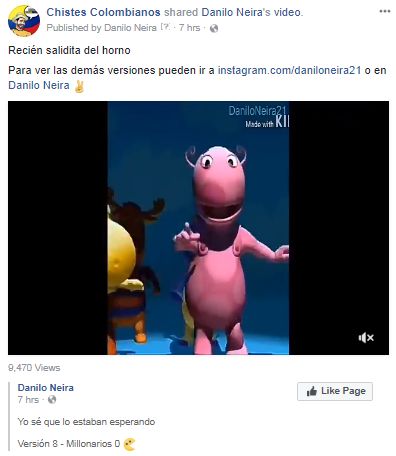 Chistes Colombianos shared Danilo Neira's video.
Published by Danilo Neira [?] · 7 hrs ·
Recién salidita del horno
Para ver las demás versiones pueden ir a instagram.com/daniloneira21 o en
Danilo Neira ✌
DaniloNeira21
Made with KI
9,470 Views
Danilo Neira
7 hrs ·
Like Page
Yo sé que lo estaban esperando
Versión 8 - Millonarios 0